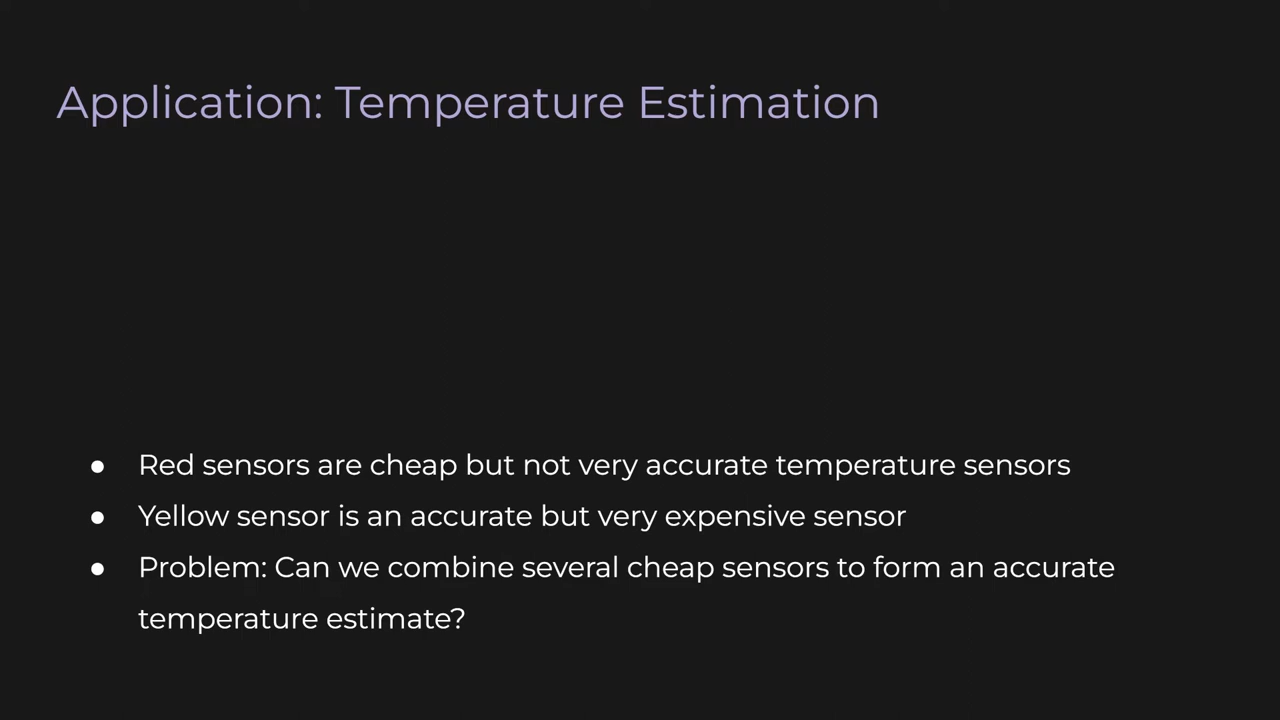 Application: Temperature Estimation
● Red sensors are cheap but not very accurate temperature sensors
● Yellow sensor is an accurate but very expensive sensor
● Problem: Can we combine several cheap sensors to form an accurate
temperature estimate?